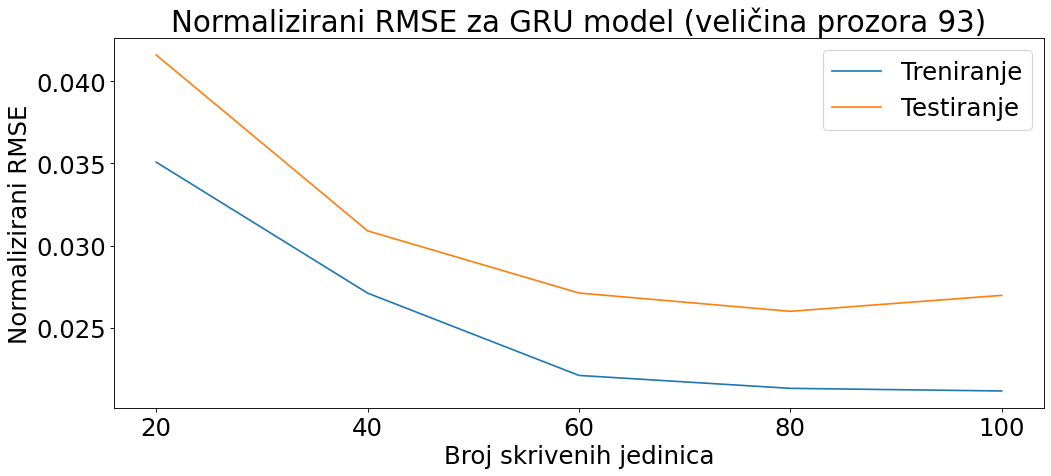 Normalizirani RMSE za GRU model (veličina prozora 93)
Treniranje
Testiranje
Normalizirani RMSE
0.040
0.035
0.030
0.025
20 40 60 80 100
Broj skrivenih jedinica